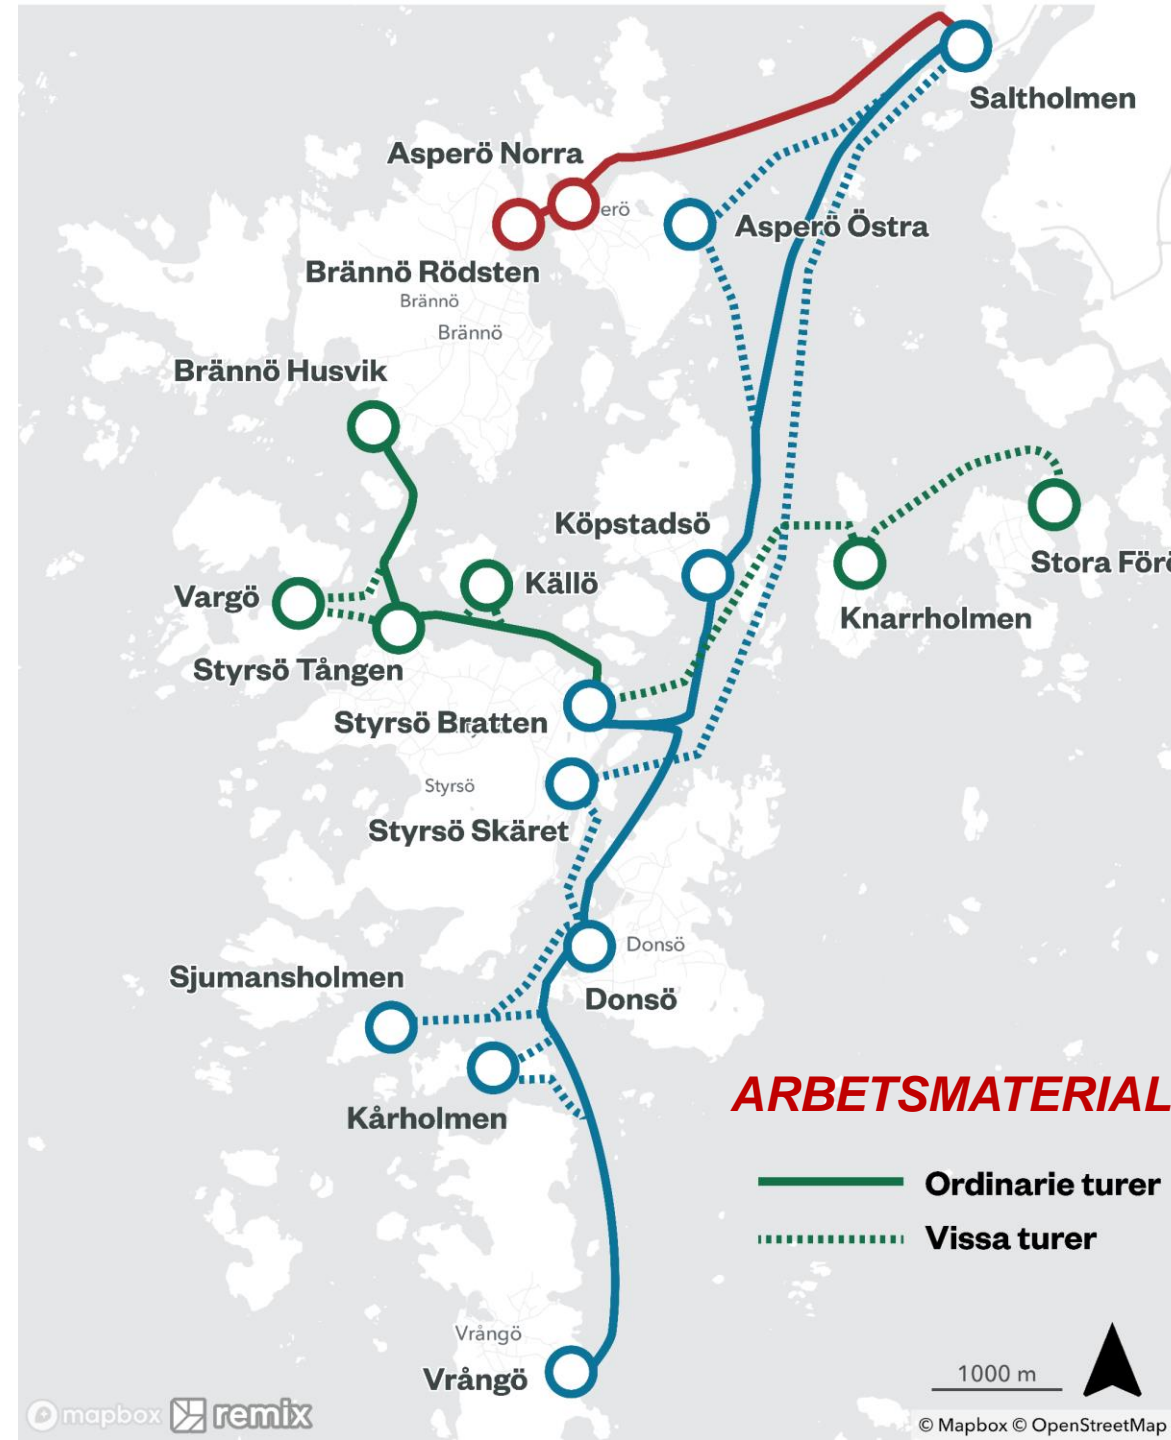 Saltholmen
Asperö Norra
erö
Asperö Östra
Brännö Rödsten
Brännö
Brännö
Brännö Husvik
Köpstadsö
Stora Förö
Källö
Vargö
Knarrholmen
Styrsö Tången
Styrsö Bratten
Styrsö
Styrsö Skäret
Donsö
Sjumansholmen
Donsö
ARBETSMATERIAL
Kårholmen
Ordinarie turer
Vissa turer
Vrångö
Vrångö
1000 m
mapbox remix
© Mapbox © OpenStreetMap